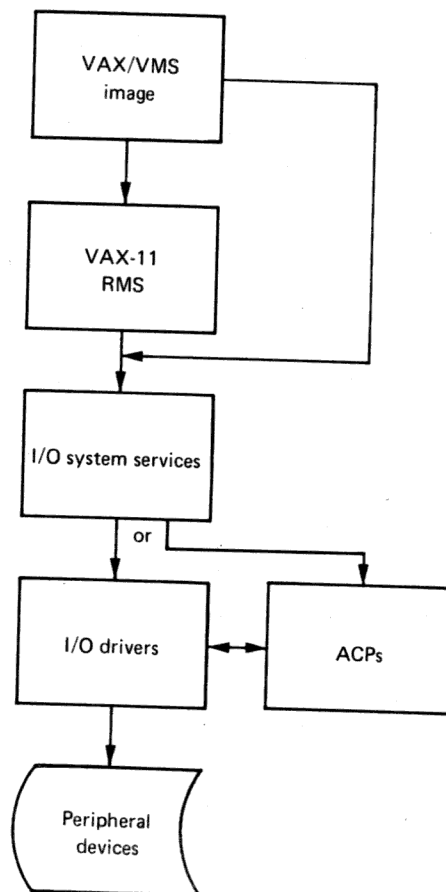 VAX/VMS
image
VAX-11
RMS
I/O system services
or
I/O drivers
ACPs
Peripheral
devices